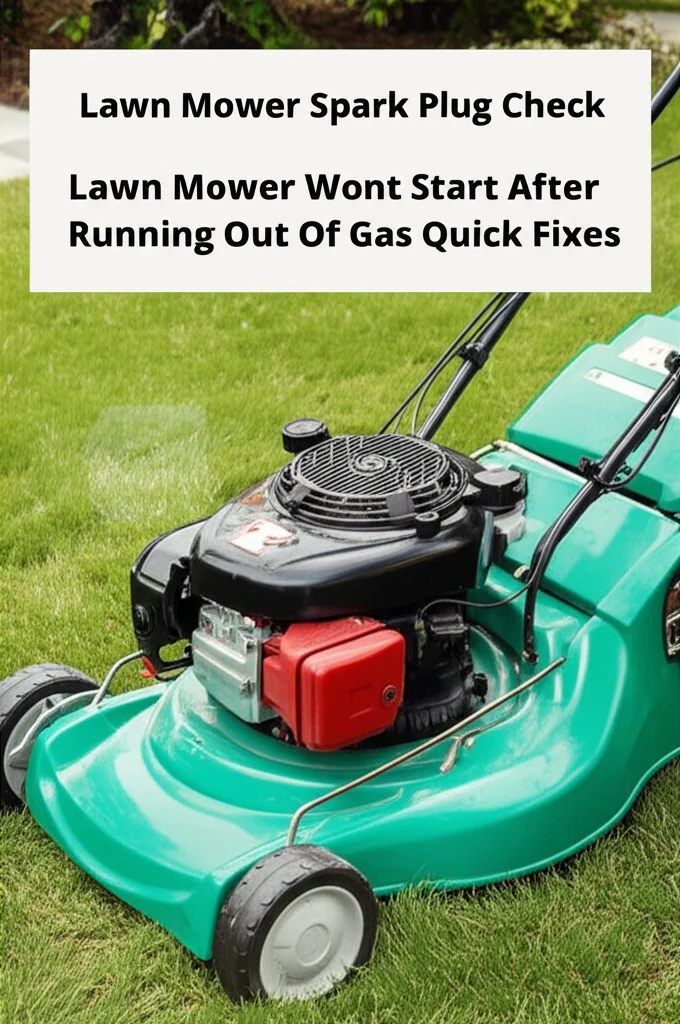 Lawn Mower Spark Plug Check
Lawn Mower Wont Start After
Running Out Of Gas Quick Fixes